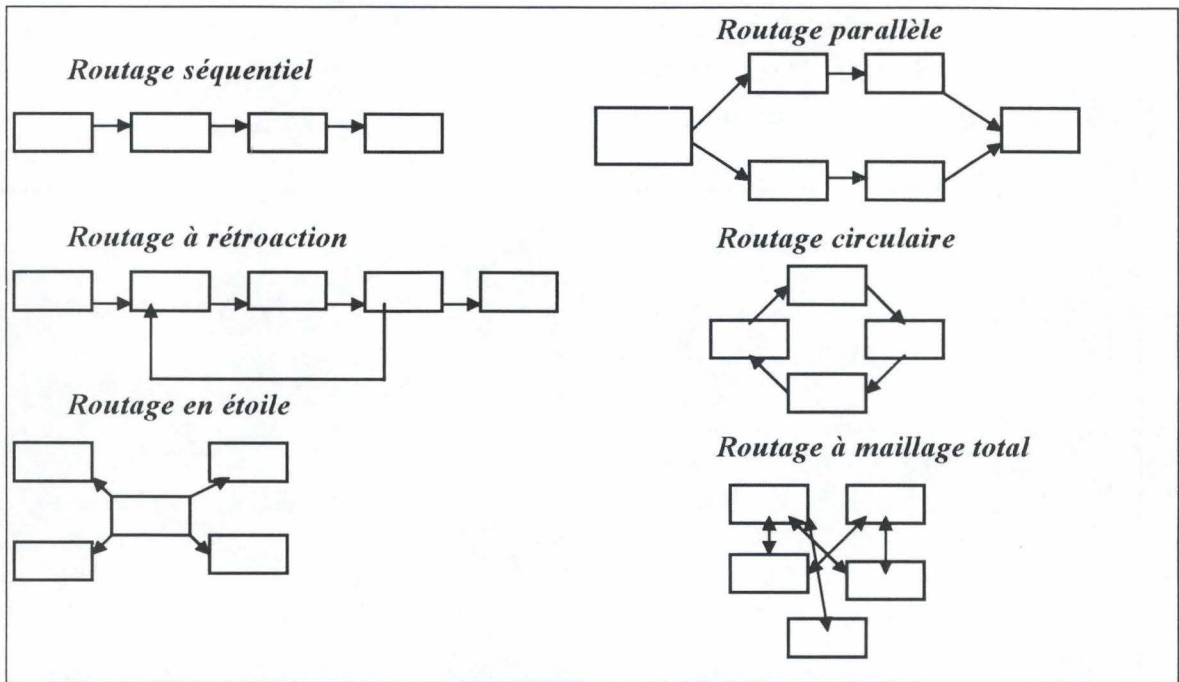 Routage séquentiel
Routage parallèle
Routage à rétroaction
Routage circulaire
Routage en étoile
Routage à maillage total